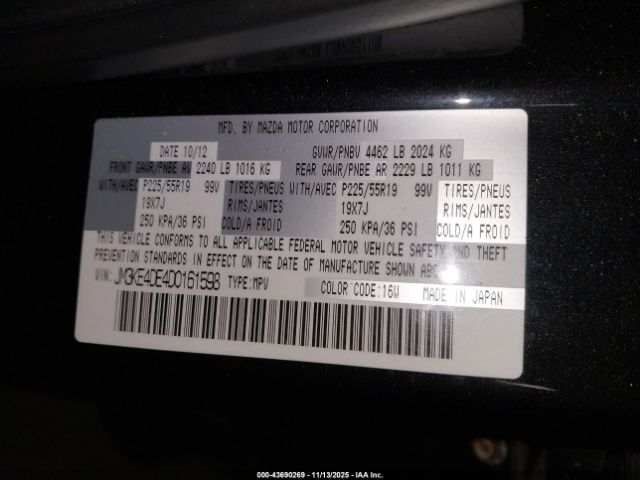 MFD. BY MAZDA MOTOR CORPORATION
DATE 10/12 GVWR/PNBV 4462 LB 2024 KG
FRONT GAWR/PNBE AV 2240 LB 1016 KG REAR GAWR/PNBE AR 2229 LB 1011 KG
WITH/AVEC P225/55R19 99V TIRES/PNEUS WITH/AVEC P225/55R19 99V TIRES/PNEUS
19X7J RIMS/JANTES 19X7J RIMS/JANTES
250 KPA/36 PSI COLD/A FROID 250 KPA/36 PSI COLD/A FROID
THIS VEHICLE CONFORMS TO ALL APPLICABLE FEDERAL MOTOR VEHICLE SAFETY AND THEFT
PREVENTION STANDARDS IN EFFECT ON THE DATE OF MANUFACTURE SHOWN ABOVE.
VIN: JM3KE4DE4D0161598 TYPE:MPV COLOR CODE:16W MADE IN JAPAN
000-43690269 - 11/13/2025 - IAA Inc.